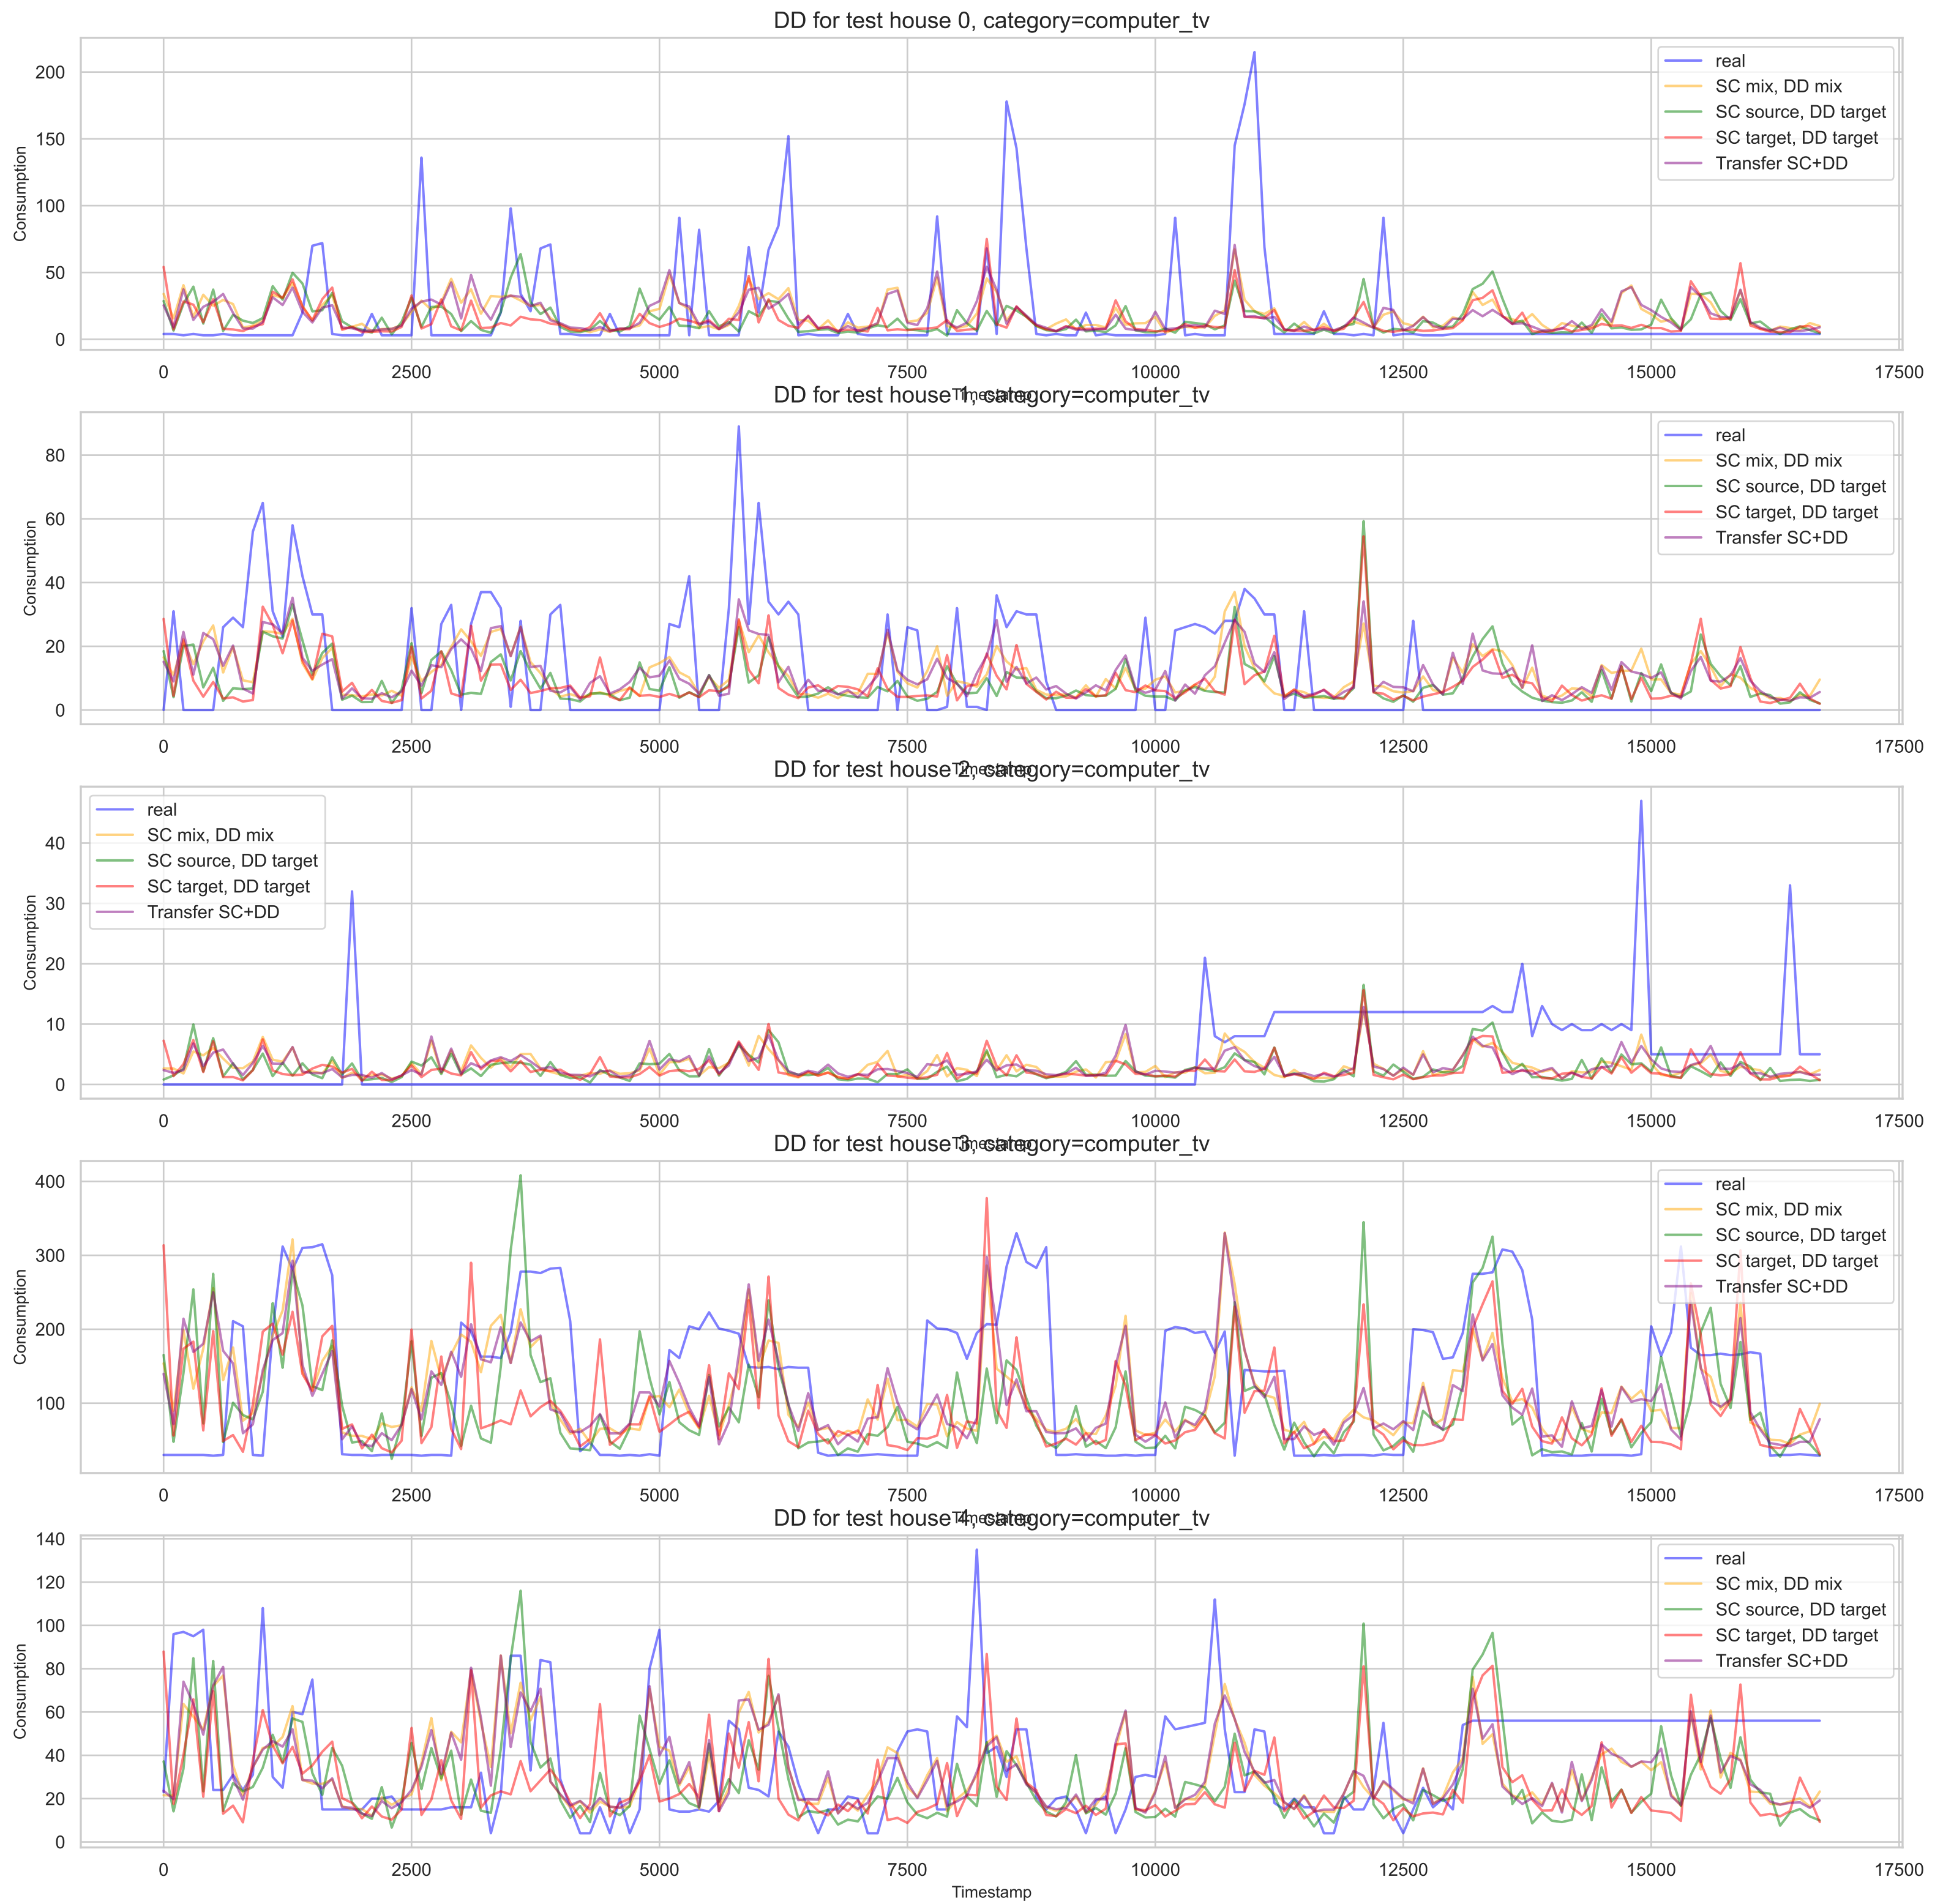 DD for test house 0, category=computer_tv
Consumption
200
150
100
50
0
real
SC mix, DD mix
SC source, DD target
SC target, DD target
Transfer SC+DD
0 2500 5000 7500 10000 12500 15000 17500
Timestamp
DD for test house 1, category=computer_tv
Consumption
80
60
40
20
0
real
SC mix, DD mix
SC source, DD target
SC target, DD target
Transfer SC+DD
0 2500 5000 7500 10000 12500 15000 17500
Timestamp
DD for test house 2, category=computer_tv
Consumption
40
30
20
10
0
real
SC mix, DD mix
SC source, DD target
SC target, DD target
Transfer SC+DD
0 2500 5000 7500 10000 12500 15000 17500
Timestamp
DD for test house 3, category=computer_tv
Consumption
400
300
200
100
real
SC mix, DD mix
SC source, DD target
SC target, DD target
Transfer SC+DD
0 2500 5000 7500 10000 12500 15000 17500
Timestamp
DD for test house 4, category=computer_tv
Consumption
140
120
100
80
60
40
20
0
real
SC mix, DD mix
SC source, DD target
SC target, DD target
Transfer SC+DD
0 2500 5000 7500 10000 12500 15000 17500
Timestamp